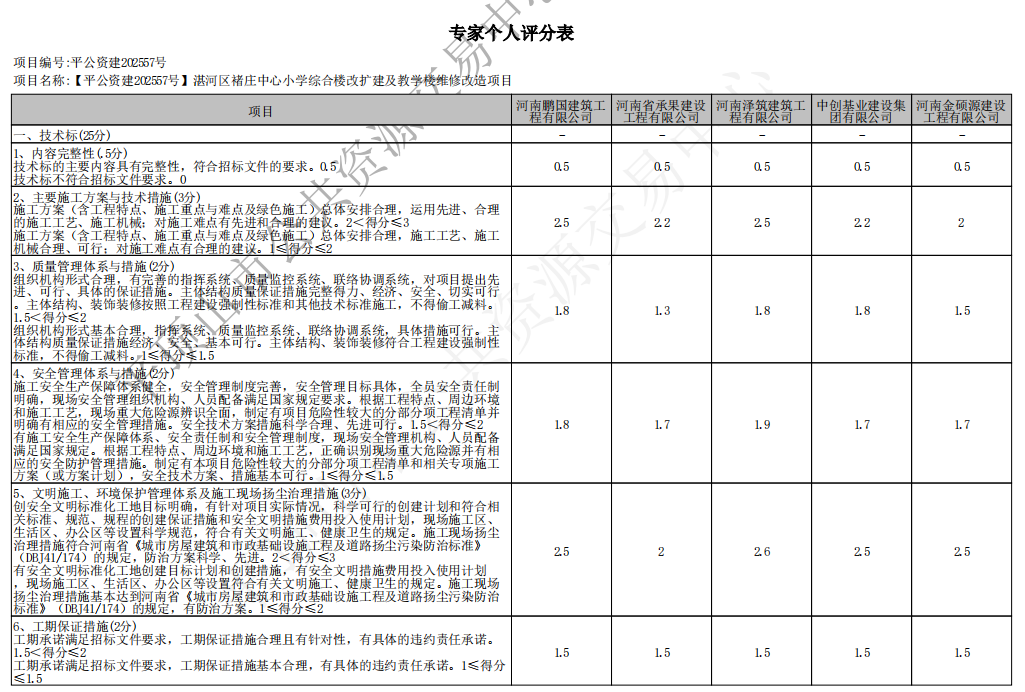 专家个人评分表
项目编号:平公资建202557号
项目名称:【平公资建202557号】湛河区褚庄中心小学综合楼改扩建及教学楼维修改造项目
项目
河南鹏国建筑工
程有限公司
河南省承果建设
工程有限公司
河南泽筑建筑工
程有限公司
中创基业建设集
团有限公司
河南金硕源建设
工程有限公司
一、技术标(25分)
- - - - -
1、内容完整性(.5分)
技术标的主要内容具有完整性，符合招标文件的要求。0.5
技术标不符合招标文件要求。0
0.5 0.5 0.5 0.5 0.5
2、主要施工方案与技术措施(3分)
施工方案（含工程特点、施工重点与难点及绿色施工）总体安排合理，运用先进、合理
的施工工艺、施工机械；对施工难点有先进和合理的建议。2＜得分≤3
施工方案（含工程特点、施工重点与难点及绿色施工）总体安排合理，施工工艺、施工
机械合理、可行；对施工难点有合理的建议。1≤得分≤2
2.5 2.2 2.5 2.2 2
3、质量管理体系与措施(2分)
组织机构形式合理，有完善的指挥系统、质量监控系统、联络协调系统，对项目提出先
进、可行、具体的保证措施。主体结构质量保证措施完整得力、经济、安全、切实可行
。主体结构、装饰装修按照工程建设强制性标准和其他技术标准施工，不得偷工减料。
1.5＜得分≤2
组织机构形式基本合理，指挥系统、质量监控系统、联络协调系统，具体措施可行。主
体结构质量保证措施经济、安全、基本可行。主体结构、装饰装修符合工程建设强制性
标准，不得偷工减料。1≤得分≤1.5
1.8 1.3 1.8 1.8 1.5
4、安全管理体系与措施(2分)
施工安全生产保障体系健全，安全管理制度完善，安全管理目标具体，全员安全责任制
明确，现场安全管理组织机构、人员配备满足国家规定要求。根据工程特点、周边环境
和施工工艺，现场重大危险源辨识全面，制定有项目危险性较大的分部分项工程清单并
明确有相应的安全管理措施。安全技术方案措施科学合理、先进可行。1.5＜得分≤2
有施工安全生产保障体系、安全责任制和安全管理制度，现场安全管理机构、人员配备
满足国家规定。根据工程特点、周边环境和施工工艺，正确识别现场重大危险源并有相
应的安全防护管理措施。制定有本项目危险性较大的分部分项工程清单和相关专项施工
方案（或方案计划），安全技术方案、措施基本可行。1≤得分≤1.5
1.8 1.7 1.9 1.7 1.7
5、文明施工、环境保护管理体系及施工现场扬尘治理措施(3分)
创安全文明标准化工地目标明确，有针对项目实际情况，科学可行的创建计划和符合相
关标准、规范、规程的创建保证措施和安全文明措施费用投入使用计划，现场施工区、
生活区、办公区等设置科学规范，符合有关文明施工、健康卫生的规定。施工现场扬尘
治理措施符合河南省《城市房屋建筑和市政基础设施工程及道路扬尘污染防治标准》
（DBJ41/174）的规定，防治方案科学、先进。2＜得分≤3
有安全文明标准化工地创建目标计划和创建措施，有安全文明措施费用投入使用计划
，现场施工区、生活区、办公区等设置符合有关文明施工、健康卫生的规定。施工现场
扬尘治理措施基本达到河南省《城市房屋建筑和市政基础设施工程及道路扬尘污染防治
标准》（DBJ41/174）的规定，有防治方案。1≤得分≤2
2.5 2 2.6 2.5 2.5
6、工期保证措施(2分)
工期承诺满足招标文件要求，工期保证措施合理且有针对性，有具体的违约责任承诺。
1.5＜得分≤2
工期承诺满足招标文件要求，工期保证措施基本合理，有具体的违约责任承诺。1≤得分
≤1.5
1.5 1.5 1.5 1.5 1.5